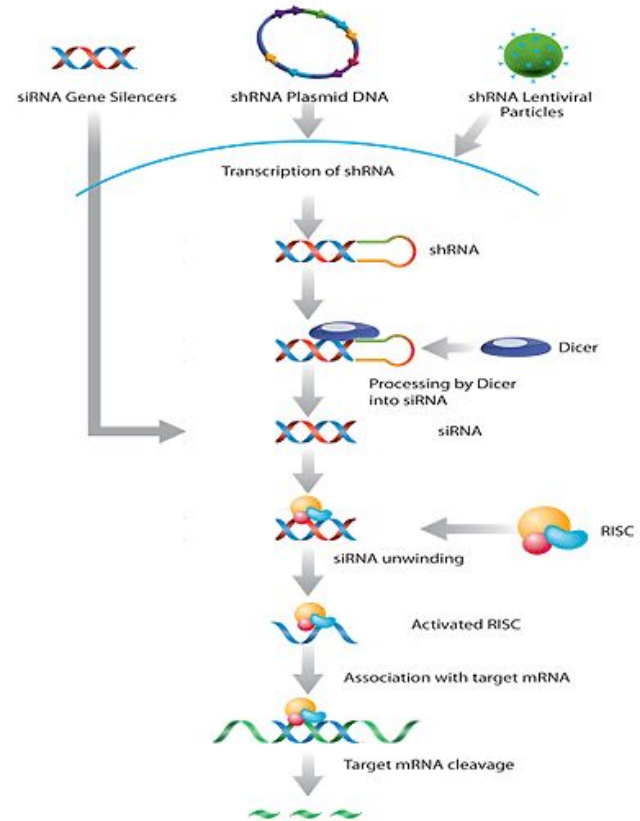 siRNA Gene Silencers
shRNA Plasmid DNA
shRNA Lentiviral
Particles
Transcription of shRNA
shRNA
Dicer
Processing by Dicer
into siRNA
siRNA
RISC
siRNA unwinding
Activated RISC
Association with target mRNA
Target mRNA cleavage